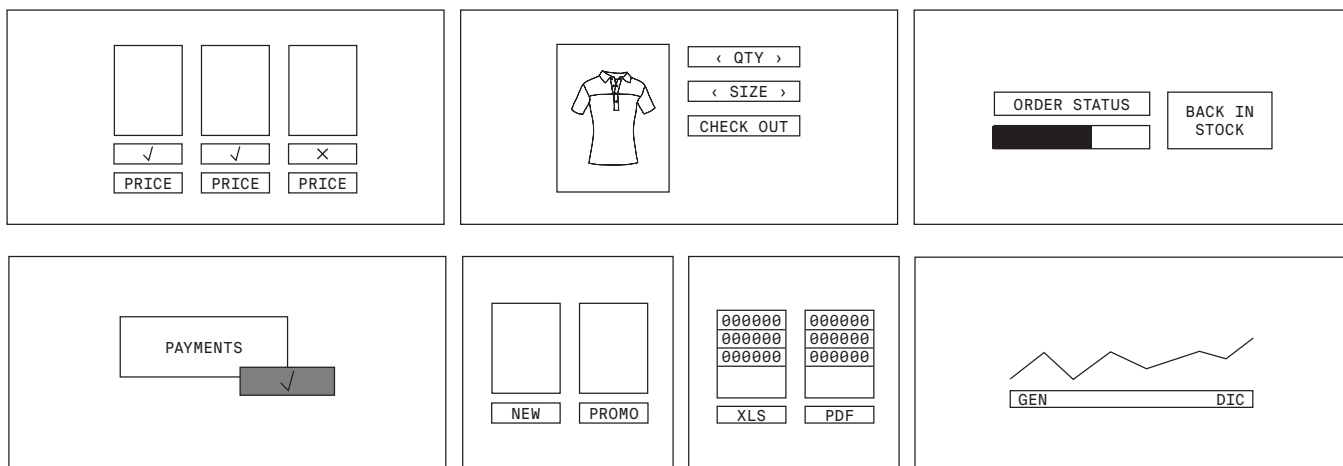 √ √ ×
PRICE PRICE PRICE
‹ QTY ›
‹ SIZE ›
CHECK OUT
ORDER STATUS
BACK IN
STOCK
PAYMENTS
√
NEW PROMO
000000 000000
000000 000000
000000 000000
XLS PDF
GEN DIC